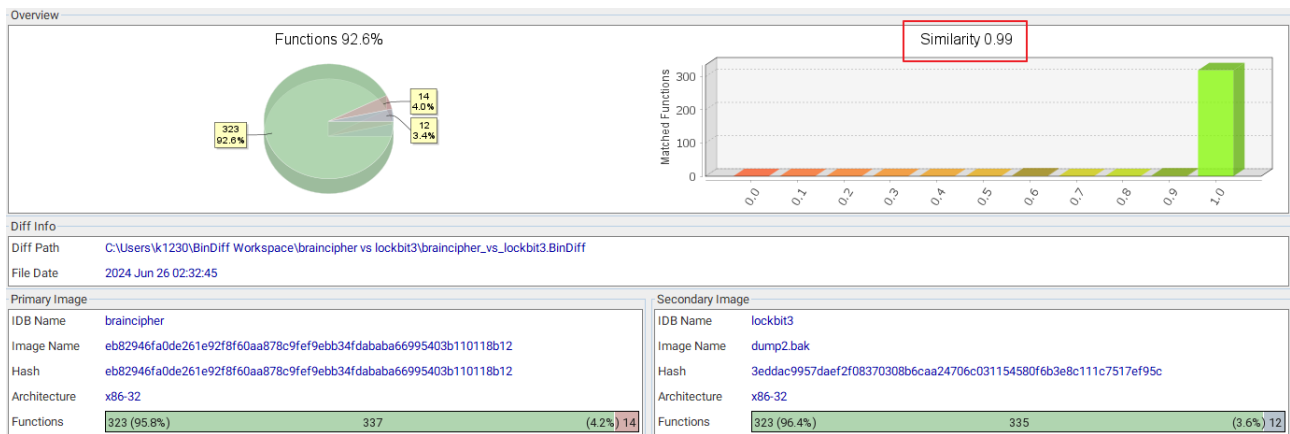 Overview
Functions 92.6%
14
4.0%
12
3.4%
323
92.6%
Similarity 0.99
Matched Functions
300
200
100
0
0.0 0.1 0.2 0.3 0.4 0.5 0.6 0.7 0.8 0.9 1.0
Diff Info
Diff Path C:\Users\k1230\BinDiff Workspace\braincipher vs lockbit3\braincipher_vs_lockbit3.BinDiff
File Date 2024 Jun 26 02:32:45
Primary Image
IDB Name braincipher
Image Name eb82946fa0de261e92f8f60aa878c9fef9ebb34fdababa66995403b110118b12
Hash eb82946fa0de261e92f8f60aa878c9fef9ebb34fdababa66995403b110118b12
Architecture x86-32
Functions 323 (95.8%) 337 (4.2%) 14
Secondary Image
IDB Name lockbit3
Image Name dump2.bak
Hash 3eddac9957daef2f08370308b6caa24706c031154580f6b3e8c111c7517ef95c
Architecture x86-32
Functions 323 (96.4%) 335 (3.6%) 12